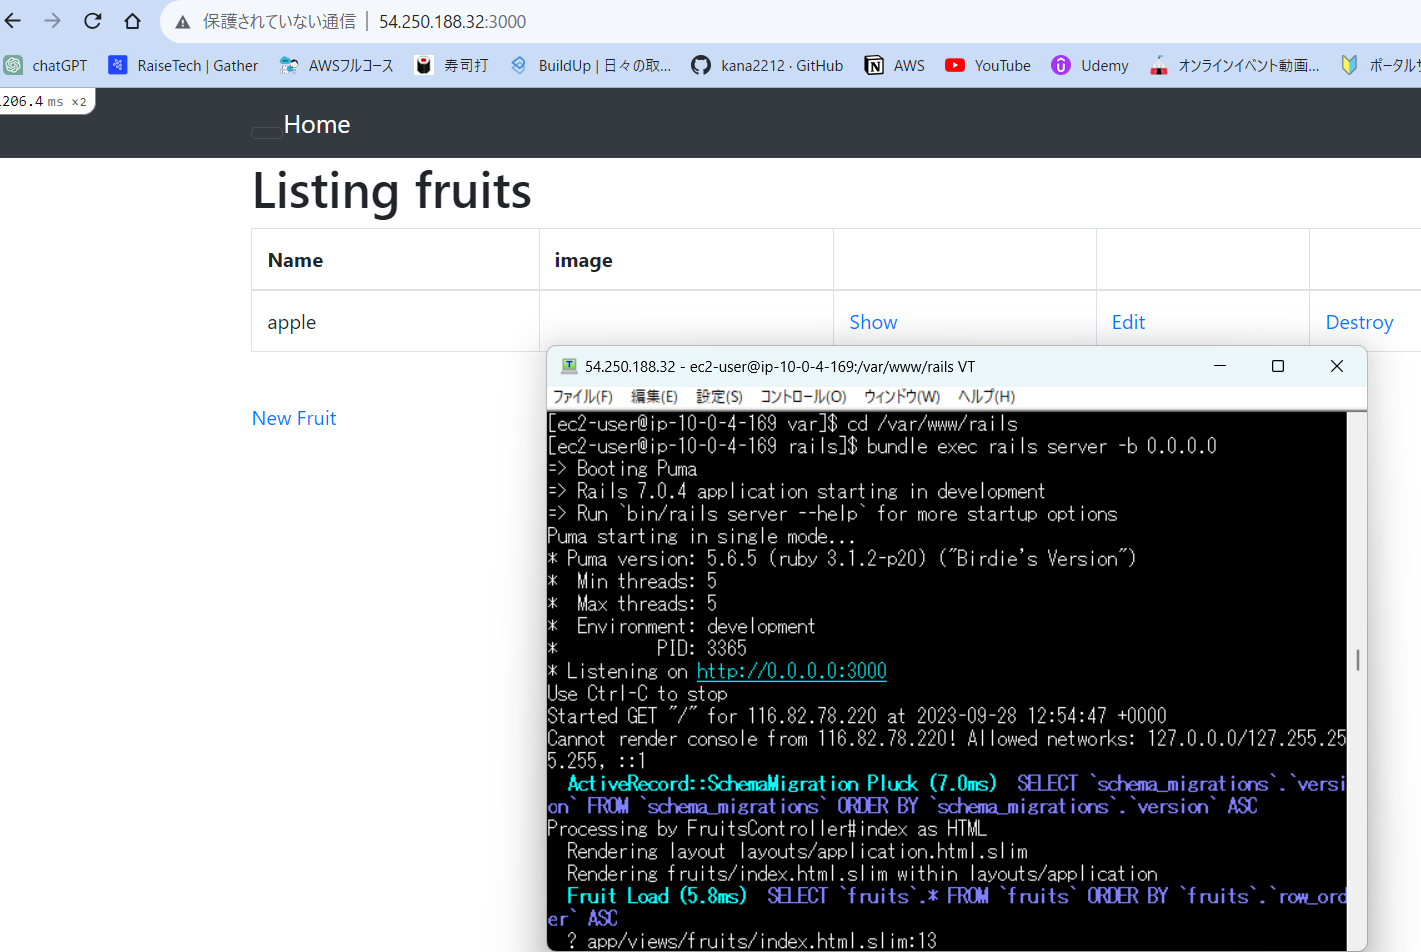 保護されていない通信 | 54.250.188.32:3000
chatGPT RaiseTech | Gather AWSフルコース 寿司打 BuildUp | 日々の取... kana2212 · GitHub AWS YouTube Udemy オンラインイベント動画... ポータルサ
206.4 ms ×2
Home
Listing fruits
Name image
apple Show Edit Destroy
New Fruit
54.250.188.32 - ec2-user@ip-10-0-4-169:/var/www/rails VT
ファイル(F) 編集(E) 設定(S) コントロール(O) ウィンドウ(W) ヘルプ(H)
[ec2-user@ip-10-0-4-169 var]$ cd /var/www/rails
[ec2-user@ip-10-0-4-169 rails]$ bundle exec rails server -b 0.0.0.0
=> Booting Puma
=> Rails 7.0.4 application starting in development
=> Run `bin/rails server --help` for more startup options
Puma starting in single mode...
* Puma version: 5.6.5 (ruby 3.1.2-p20) ("Birdie's Version")
* Min threads: 5
* Max threads: 5
* Environment: development
* PID: 3365
* Listening on http://0.0.0.0:3000
Use Ctrl-C to stop
Started GET "/" for 116.82.78.220 at 2023-09-28 12:54:47 +0000
Cannot render console from 116.82.78.220! Allowed networks: 127.0.0.0/127.255.25
5.255, ::1
ActiveRecord::SchemaMigration Pluck (7.0ms) SELECT `schema_migrations`.`versi
on` FROM `schema_migrations` ORDER BY `schema_migrations`.`version` ASC
Processing by FruitsController#index as HTML
Rendering layout layouts/application.html.slim
Rendering fruits/index.html.slim within layouts/application
Fruit Load (5.8ms) SELECT `fruits`.* FROM `fruits` ORDER BY `fruits`.`row_ord
er` ASC
? app/views/fruits/index.html.slim:13